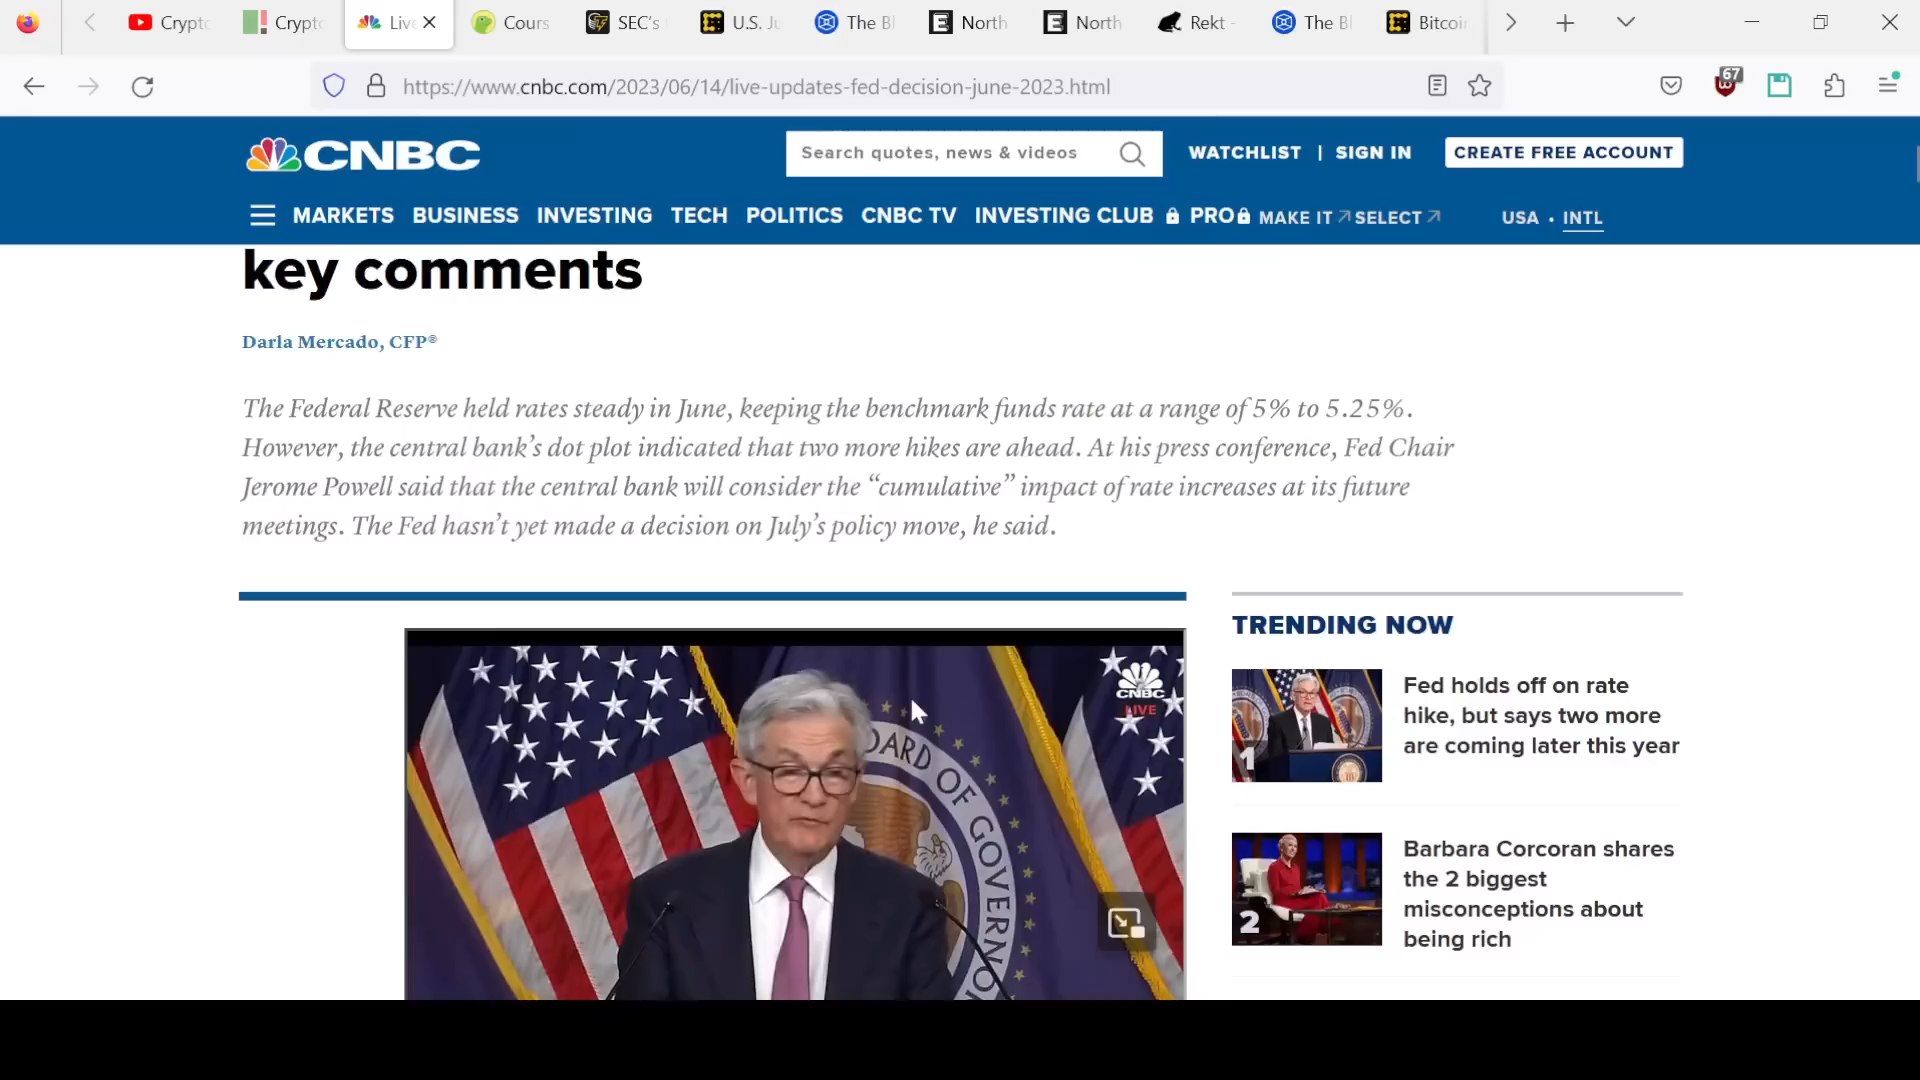 Crypto
Crypto
Live
Cours
SEC's
U.S. Ju
The Bl
North
North
Rekt -
The Bl
Bitcoin
https://www.cnbc.com/2023/06/14/live-updates-fed-decision-june-2023.html
67
CNBC
Search quotes, news & videos
WATCHLIST | SIGN IN
CREATE FREE ACCOUNT
MARKETS BUSINESS INVESTING TECH POLITICS CNBC TV INVESTING CLUB PRO MAKE IT SELECT
USA • INTL
key comments
Darla Mercado, CFP®
The Federal Reserve held rates steady in June, keeping the benchmark funds rate at a range of 5% to 5.25%.
However, the central bank’s dot plot indicated that two more hikes are ahead. At his press conference, Fed Chair
Jerome Powell said that the central bank will consider the “cumulative” impact of rate increases at its future
meetings. The Fed hasn’t yet made a decision on July’s policy move, he said.
CNBC
LIVE
OARD OF GOVERNO
TRENDING NOW
1
Fed holds off on rate
hike, but says two more
are coming later this year
2
Barbara Corcoran shares
the 2 biggest
misconceptions about
being rich